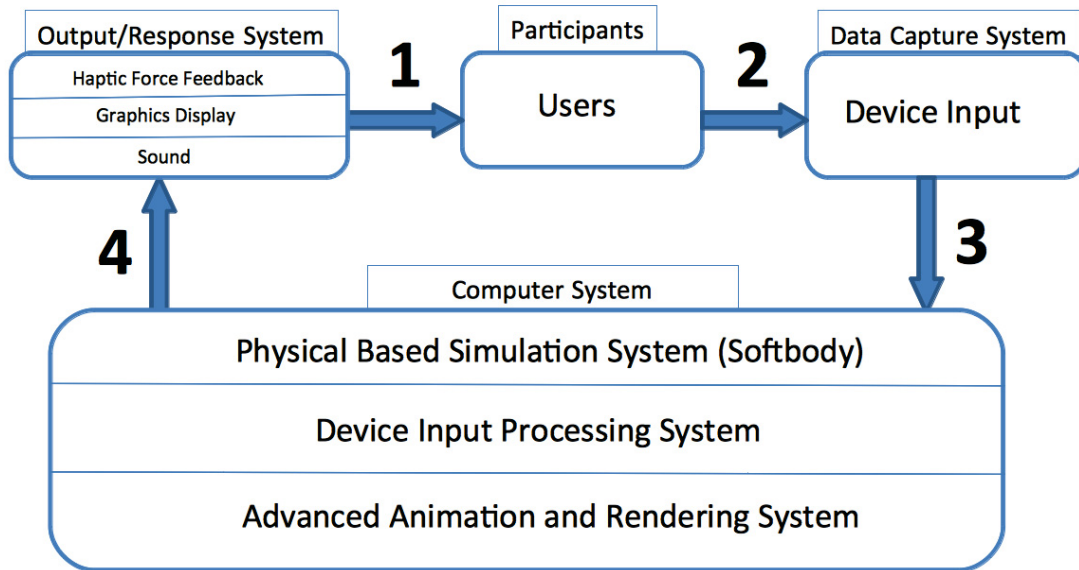 Output/Response System
Haptic Force Feedback
Graphics Display
Sound
1
Participants
Users
2
Data Capture System
Device Input
3
4
Computer System
Physical Based Simulation System (Softbody)
Device Input Processing System
Advanced Animation and Rendering System